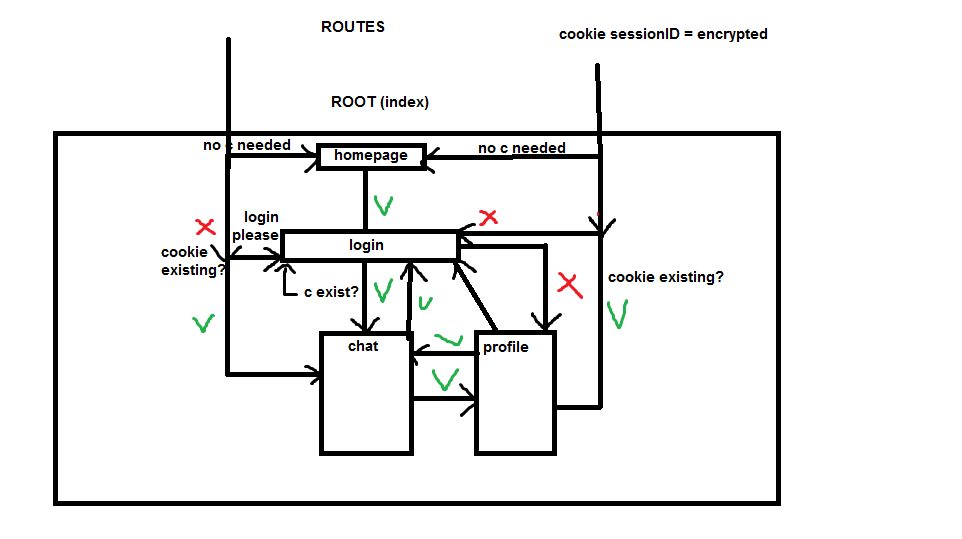 ROUTES
cookie sessionID = encrypted
ROOT (index)
no c needed
homepage
no c needed
login
please
login
cookie
existing?
c exist?
cookie existing?
chat
profile